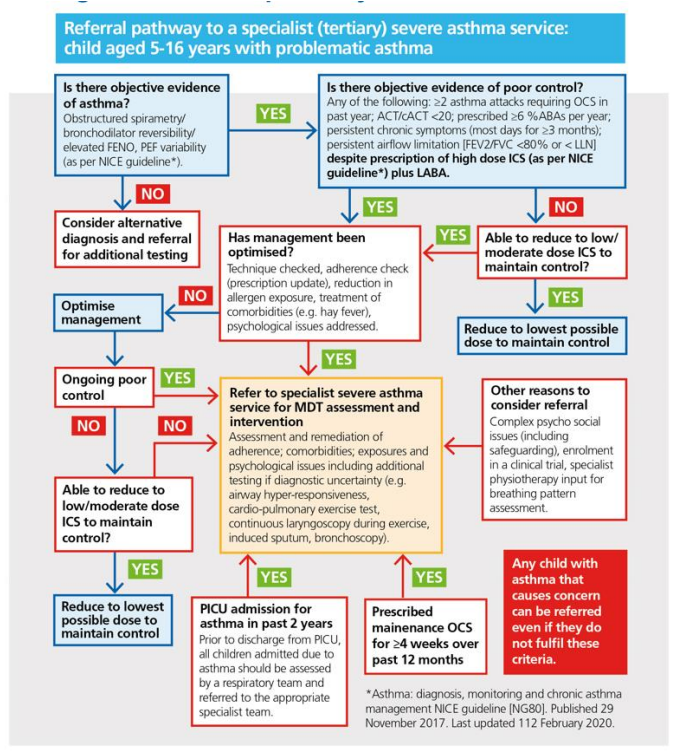 Referral pathway to a specialist (tertiary) severe asthma service:
child aged 5-16 years with problematic asthma
Is there objective evidence
of asthma?
Obstructured spirametry/
bronchodilator reversibility/
elevated FENO, PEF variability
(as per NICE guideline*).
YES
Is there objective evidence of poor control?
Any of the following: ≥2 asthma attacks requiring OCS in
past year; ACT/cACT <20; prescribed ≥6 %ABAs per year;
persistent chronic symptoms (most days for ≥3 months);
persistent airflow limitation [FEV2/FVC <80% or < LLN]
despite prescription of high dose ICS (as per NICE
guideline*) plus LABA.
NO
YES
NO
Consider alternative
diagnosis and referral
for additional testing
Has management been
optimised?
Technique checked, adherence check
(prescription update), reduction in
allergen exposure, treatment of
comorbidities (e.g. hay fever),
psychological issues addressed.
YES
Able to reduce to low/
moderate dose ICS to
maintain control?
NO
YES
Optimise
management
Reduce to lowest possible
dose to maintain control
YES
Ongoing poor
control
YES
Refer to specialist severe asthma
service for MDT assessment and
intervention
Assessment and remediation of
adherence; comorbidities; exposures and
psychological issues including additional
testing if diagnostic uncertainty (e.g.
airway hyper-responsiveness,
cardio-pulmonary exercise test,
continuous laryngoscopy during exercise,
induced sputum, bronchoscopy).
Other reasons to
consider referral
Complex psycho social
issues (including
safeguarding), enrolment
in a clinical trial, specialist
physiotherapy input for
breathing pattern
assessment.
NO
NO
Able to reduce to
low/moderate dose
ICS to maintain
control?
YES
YES
YES
Reduce to lowest
possible dose to
maintain control
PICU admission for
asthma in past 2 years
Prior to discharge from PICU,
all children admitted due to
asthma should be assessed
by a respiratory team and
referred to the appropriate
specialist team.
Prescribed
mainenance OCS
for ≥4 weeks over
past 12 months
Any child with
asthma that
causes concern
can be referred
even if they do
not fulfil these
criteria.
*Asthma: diagnosis, monitoring and chronic asthma
management NICE guideline [NG80]. Published 29
November 2017. Last updated 112 February 2020.